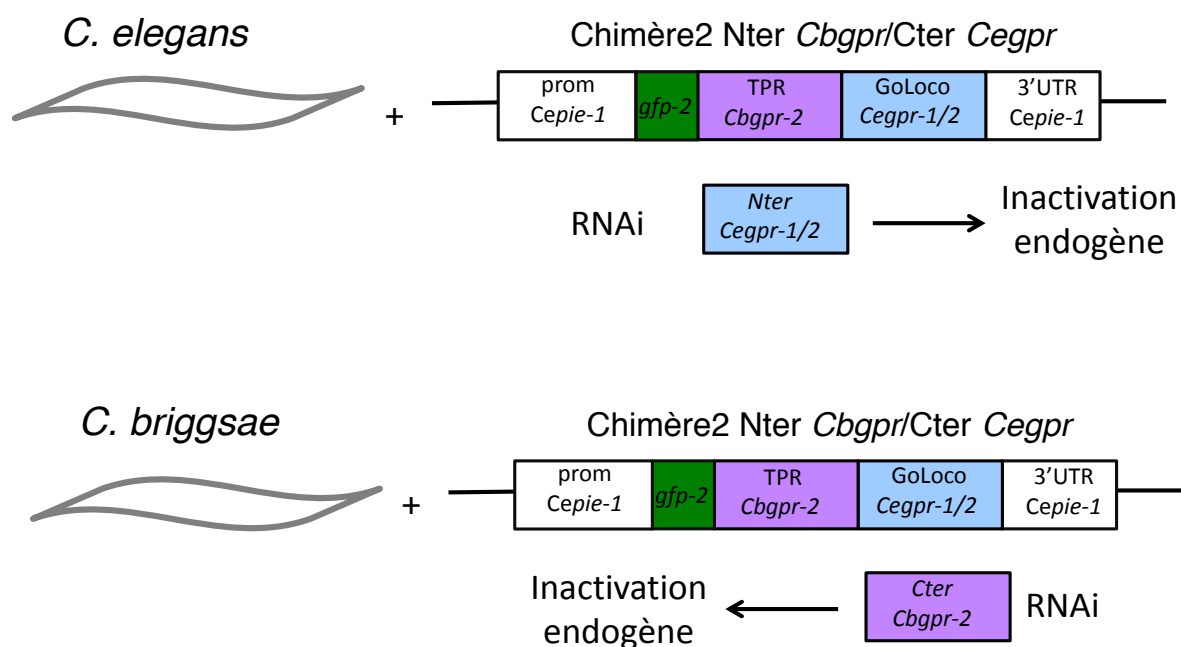 C. elegans
Chimère2 Nter Cbgpr/Cter Cegpr
+
prom
Cepie-1
gfp-2
TPR
Cbgpr-2
GoLoco
Cegpr-1/2
3'UTR
Cepie-1
RNAi
Nter
Cegpr-1/2
Inactivation
endogène
C. briggsae
Chimère2 Nter Cbgpr/Cter Cegpr
+
prom
Cepie-1
gfp-2
TPR
Cbgpr-2
GoLoco
Cegpr-1/2
3'UTR
Cepie-1
Inactivation
endogène
Cter
Cbgpr-2
RNAi